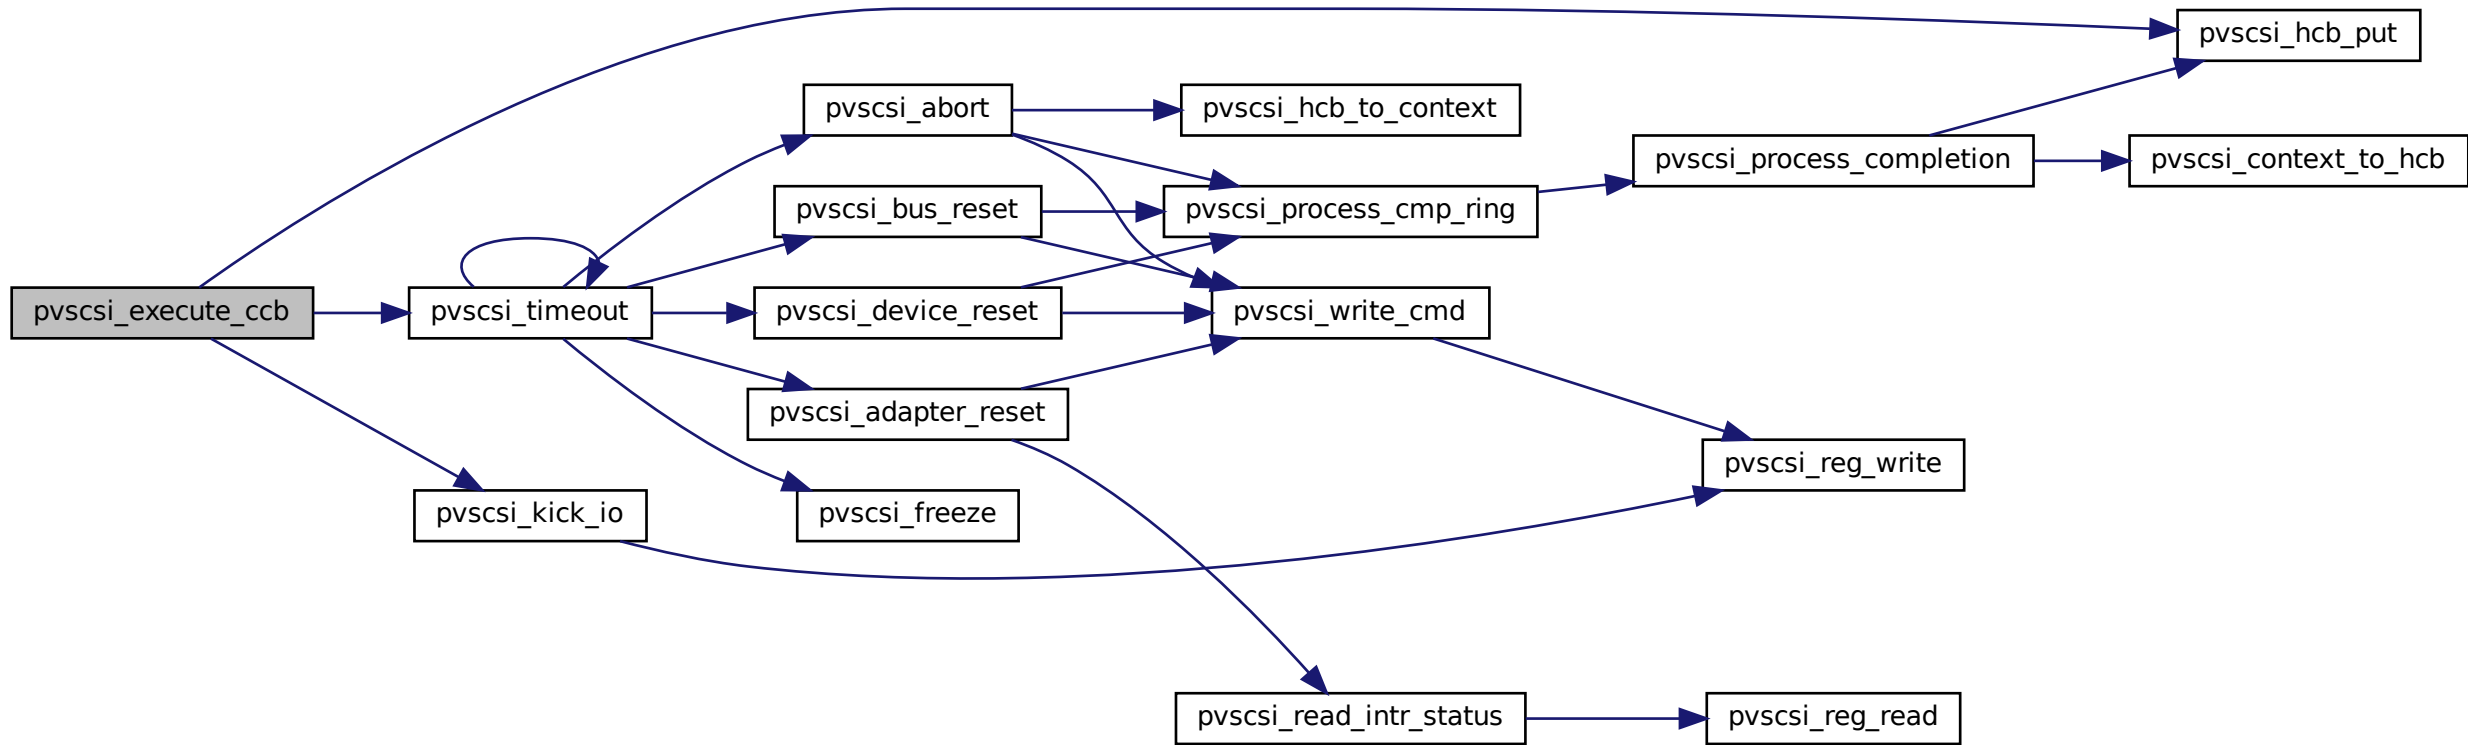 pvscsi_hcb_put
pvscsi_abort
pvscsi_hcb_to_context
pvscsi_process_completion
pvscsi_context_to_hcb
pvscsi_bus_reset
pvscsi_process_cmp_ring
pvscsi_execute_ccb
pvscsi_timeout
pvscsi_device_reset
pvscsi_write_cmd
pvscsi_adapter_reset
pvscsi_reg_write
pvscsi_kick_io
pvscsi_freeze
pvscsi_read_intr_status
pvscsi_reg_read